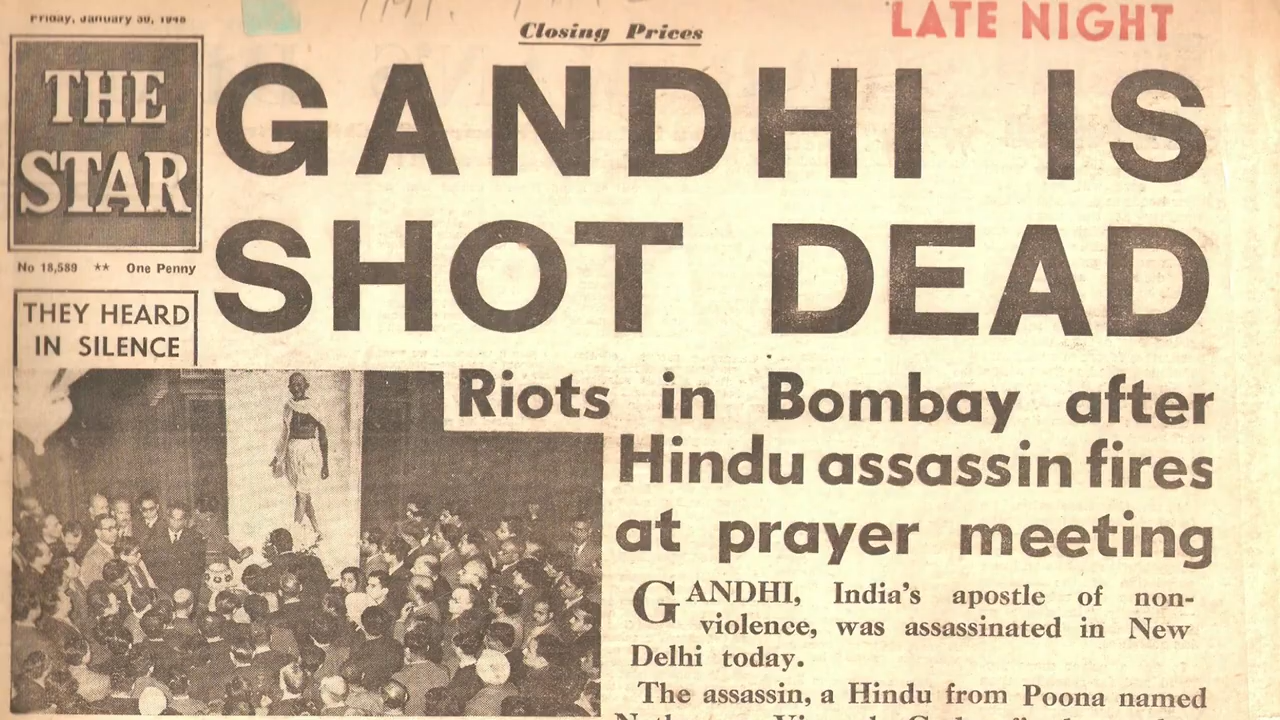 Friday, January 30, 1948
Closing Prices
LATE NIGHT
THE
STAR
GANDHI IS
SHOT DEAD
No 18,589 ** One Penny
THEY HEARD
IN SILENCE
Riots in Bombay after
Hindu assassin fires
at prayer meeting
GANDHI, India's apostle of non-
violence, was assassinated in New
Delhi today.
The assassin, a Hindu from Poona named